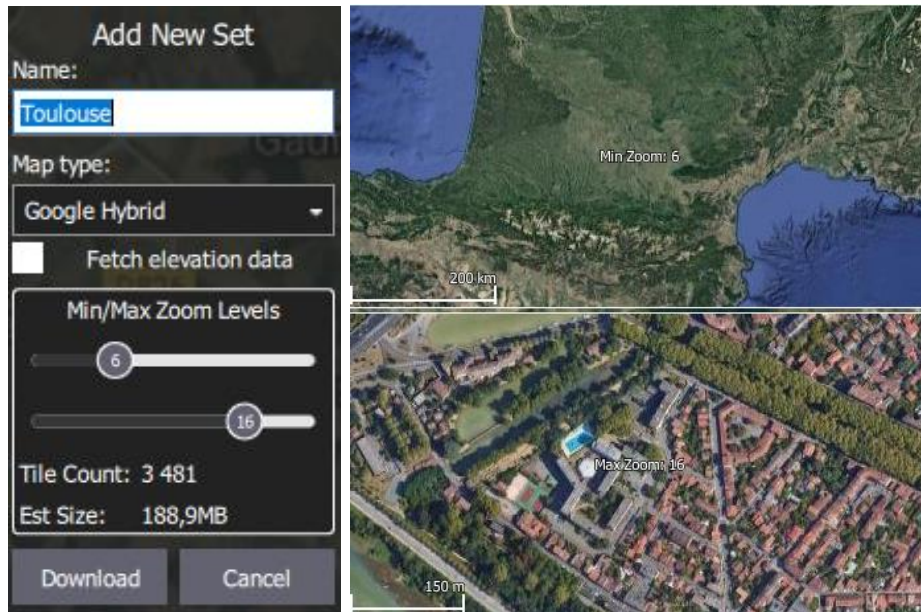 Add New Set
Name:
Toulouse
Map type:
Google Hybrid
Fetch elevation data
Min/Max Zoom Levels
6
16
Tile Count: 3 481
Est Size: 188,9MB
Download Cancel
Min Zoom: 6
200 km
Max Zoom: 16
150 m